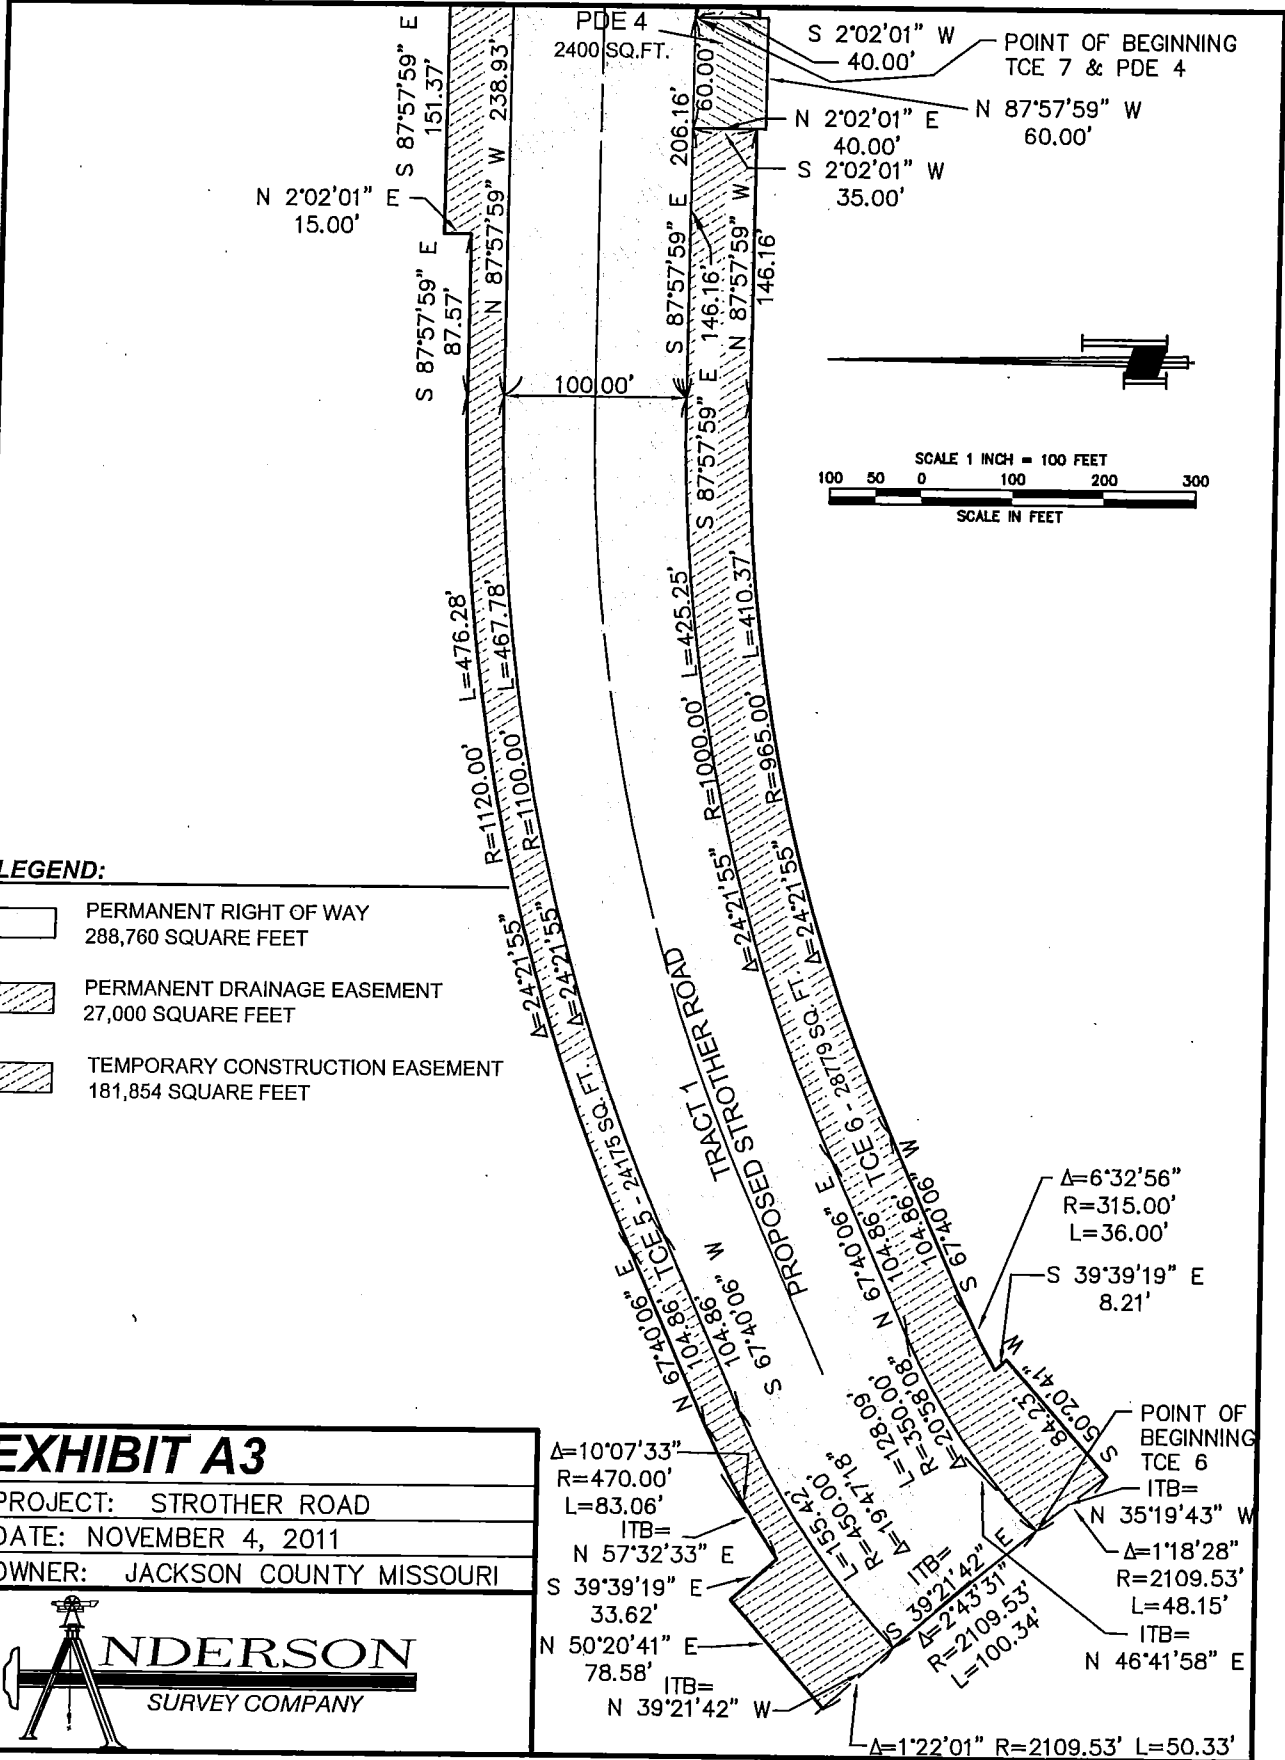 PDE 4
2400 SQ.FT.
S 2°02'01" W
40.00'
POINT OF BEGINNING
TCE 7 & PDE 4
N 87°57'59" W
60.00'
N 2°02'01" E
40.00'
S 2°02'01" W
35.00'
S 87°57'59" E
151.37'
N 87°57'59" W 238.93'
60.00'
S 87°57'59" E 206.16'
N 2°02'01" E
15.00'
S 87°57'59" E
87.57'
S 87°57'59" E 146.16'
N 87°57'59" W
146.16'
100.00'
SCALE 1 INCH = 100 FEET
100 50 0 100 200 300
SCALE IN FEET
Δ=24°21'55" R=1120.00' L=476.28'
Δ=24°21'55" R=1100.00' L=467.78'
Δ=24°21'55" R=1000.00' L=425.25'
Δ=24°21'55" R=965.00' L=410.37'
LEGEND:
PERMANENT RIGHT OF WAY
288,760 SQUARE FEET
PERMANENT DRAINAGE EASEMENT
27,000 SQUARE FEET
TEMPORARY CONSTRUCTION EASEMENT
181,854 SQUARE FEET
TRACT 1
PROPOSED STROTHER ROAD
TCE 5 - 24175 SQ. FT.
TCE 6 - 28779 SQ. FT.
N 67°40'06" E
104.86'
104.86'
S 67°40'06" W
N 67°40'06" E
104.86'
104.86'
S 67°40'06" W
Δ=6°32'56"
R=315.00'
L=36.00'
S 39°39'19" E
8.21'
S 50°20'41" W
84.23'
POINT OF
BEGINNING
TCE 6
ITB=
N 35°19'43" W
Δ=1°18'28"
R=2109.53'
L=48.15'
ITB=
N 46°41'58" E
L=128.09'
R=350.00'
Δ=20°58'08"
L=155.42'
R=450.00'
Δ=19°47'18"
ITB=
S 39°21'42" E
Δ=2°43'31"
R=2109.53'
L=100.34'
Δ=10°07'33"
R=470.00'
L=83.06'
ITB=
N 57°32'33" E
S 39°39'19" E
33.62'
N 50°20'41" E
78.58'
ITB=
N 39°21'42" W
Δ=1°22'01" R=2109.53' L=50.33'
EXHIBIT A3
PROJECT: STROTHER ROAD
DATE: NOVEMBER 4, 2011
OWNER: JACKSON COUNTY MISSOURI
ANDERSON
SURVEY COMPANY